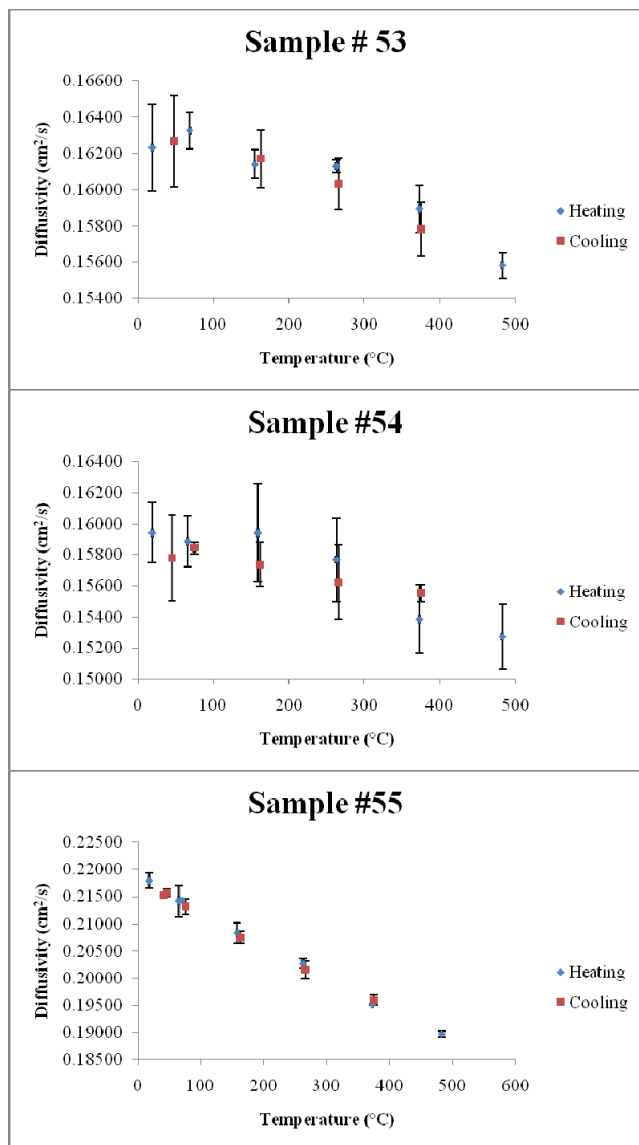 Sample # 53
Diffusivity (cm²/s)
0.16600
0.16400
0.16200
0.16000
0.15800
0.15600
0.15400
0 100 200 300 400 500
Temperature (°C)
Heating
Cooling
Sample #54
Diffusivity (cm²/s)
0.16400
0.16200
0.16000
0.15800
0.15600
0.15400
0.15200
0.15000
0 100 200 300 400 500
Temperature (°C)
Heating
Cooling
Sample #55
Diffusivity (cm²/s)
0.22500
0.22000
0.21500
0.21000
0.20500
0.20000
0.19500
0.19000
0.18500
0 100 200 300 400 500 600
Temperature (°C)
Heating
Cooling